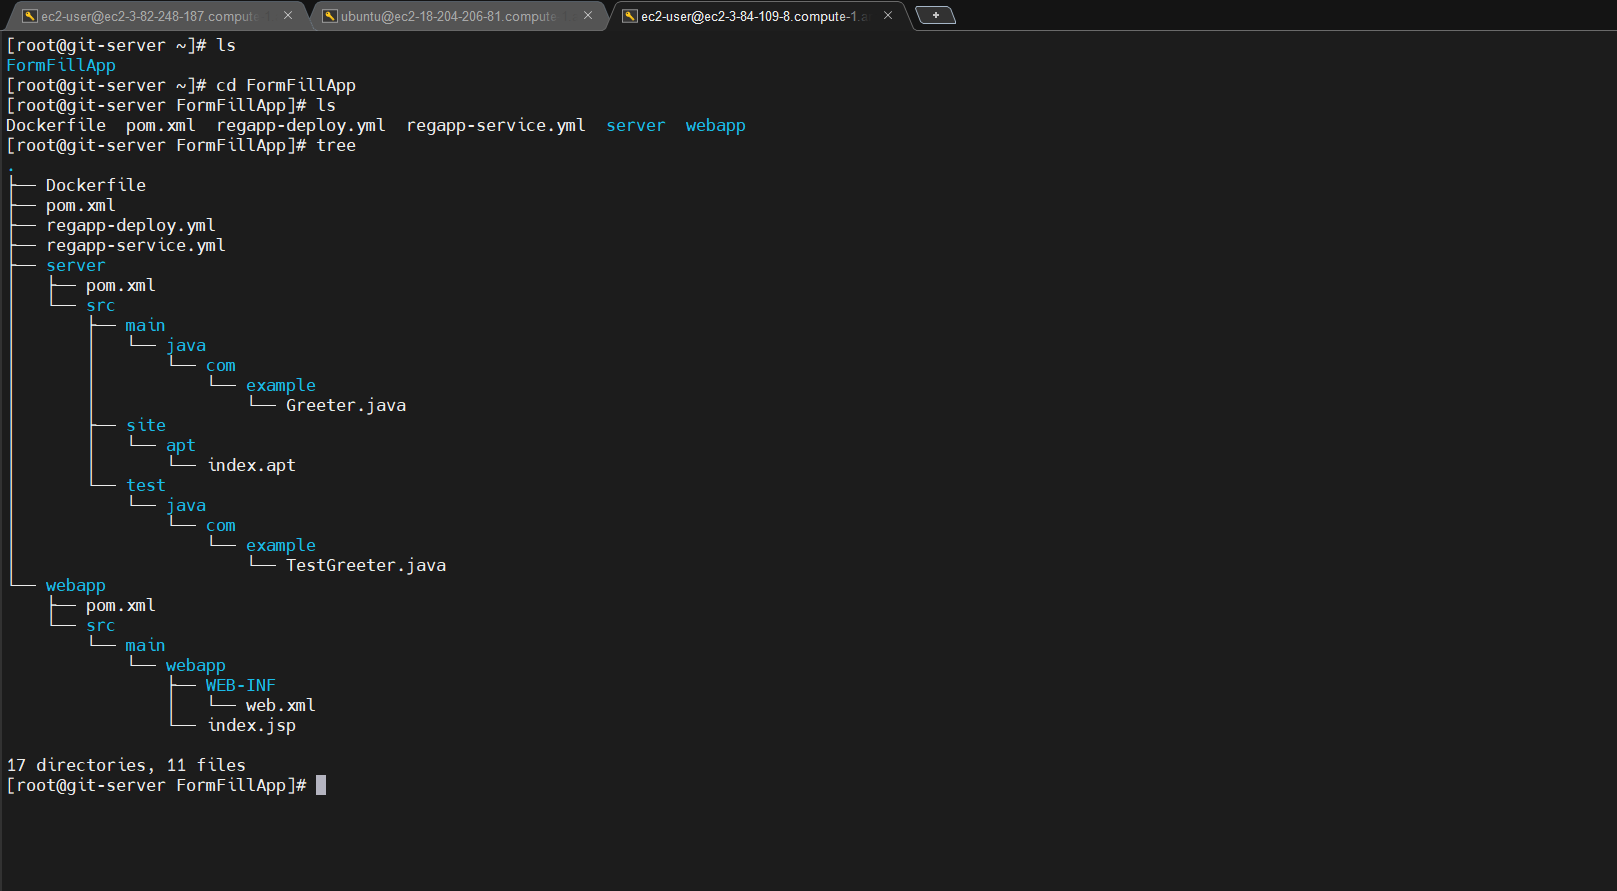 ec2-user@ec2-3-82-248-187.comput
ubuntu@ec2-18-204-206-81.compute
ec2-user@ec2-3-84-109-8.compute-1.a
[root@git-server ~]# ls
FormFillApp
[root@git-server ~]# cd FormFillApp
[root@git-server FormFillApp]# ls
Dockerfile  pom.xml  regapp-deploy.yml  regapp-service.yml  server  webapp
[root@git-server FormFillApp]# tree
.
├── Dockerfile
├── pom.xml
├── regapp-deploy.yml
├── regapp-service.yml
├── server
│   ├── pom.xml
│   └── src
│       ├── main
│       │   └── java
│       │       └── com
│       │           └── example
│       │               └── Greeter.java
│       ├── site
│       │   └── apt
│       │       └── index.apt
│       └── test
│           └── java
│               └── com
│                   └── example
│                       └── TestGreeter.java
└── webapp
    ├── pom.xml
    └── src
        └── main
            └── webapp
                ├── WEB-INF
                │   └── web.xml
                └── index.jsp
17 directories, 11 files
[root@git-server FormFillApp]#